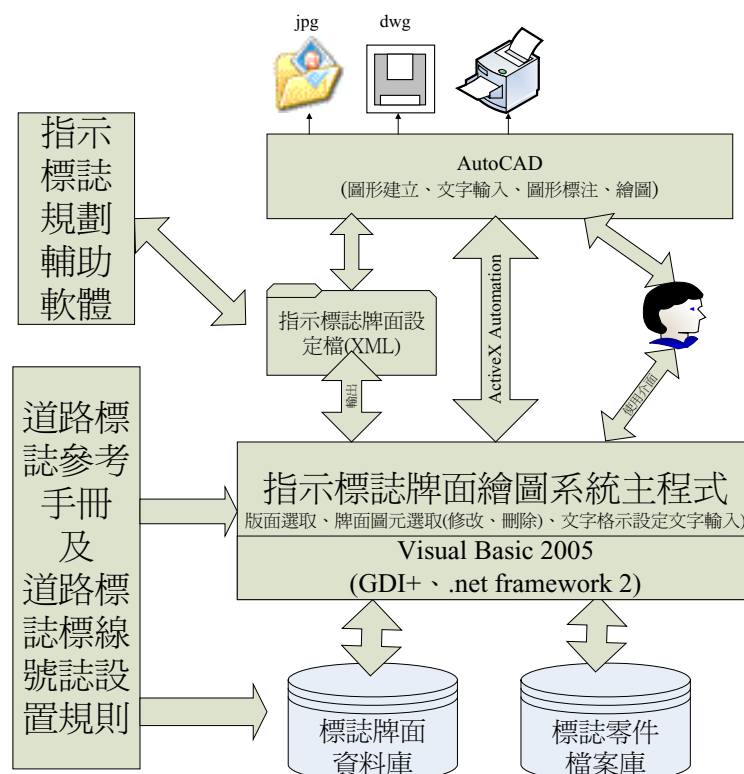 jpg
dwg
指示
標誌
規劃
輔助
軟體
AutoCAD
(圖形建立、文字輸入、圖形標注、繪圖)
指示標誌牌面設
定檔(XML)
ActiveX Automation
輸出
使用介面
道路標
誌參考
手冊
及
道路標
誌標線
號誌設
置規則
指示標誌牌面繪圖系統主程式
版面選取、牌面圖元選取(修改、刪除)、文字格示設定文字輸入)
Visual Basic 2005
(GDI+、.net framework 2)
標誌牌面
資料庫
標誌零件
檔案庫